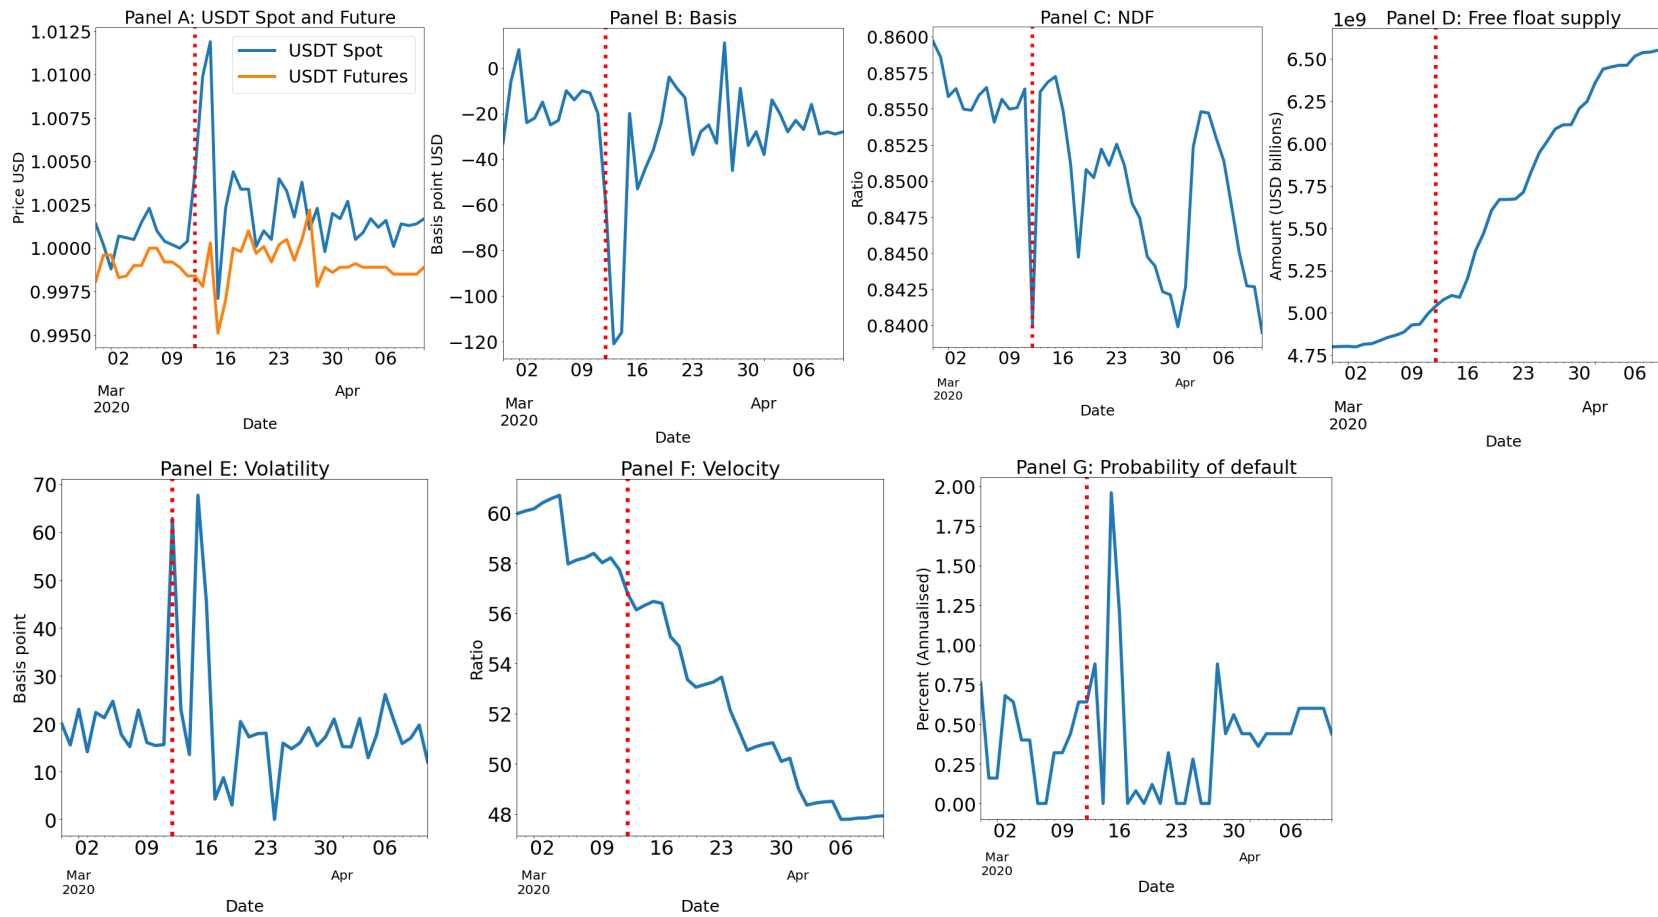 Panel A: USDT Spot and Future
1.0125
1.0100
1.0075
1.0050
1.0025
1.0000
0.9975
0.9950
Price USD
USDT Spot
USDT Futures
02 09 16 23 30 06
Mar 2020
Apr
Date
Panel B: Basis
0
−20
−40
−60
−80
−100
−120
Basis point USD
02 09 16 23 30 06
Mar 2020
Apr
Date
Panel C: NDF
0.8600
0.8575
0.8550
0.8525
0.8500
0.8475
0.8450
0.8425
0.8400
Ratio
02 09 16 23 30 06
Mar 2020
Apr
Date
1e9 Panel D: Free float supply
6.50
6.25
6.00
5.75
5.50
5.25
5.00
4.75
Amount (USD billions)
02 09 16 23 30 06
Mar 2020
Apr
Date
Panel E: Volatility
70
60
50
40
30
20
10
0
Basis point
02 09 16 23 30 06
Mar 2020
Apr
Date
Panel F: Velocity
60
58
56
54
52
50
48
Ratio
02 09 16 23 30 06
Mar 2020
Apr
Date
Panel G: Probability of default
2.00
1.75
1.50
1.25
1.00
0.75
0.50
0.25
0.00
Percent (Annualised)
02 09 16 23 30 06
Mar 2020
Apr
Date